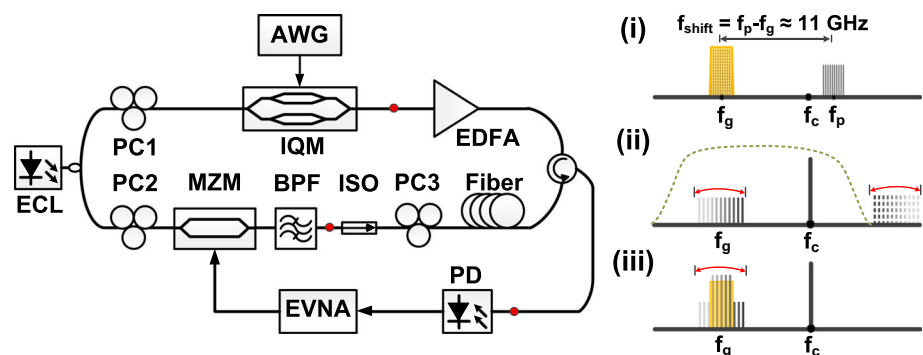 AWG
PC1
IQM
EDFA
ECL
PC2
MZM
BPF
ISO
PC3
Fiber
EVNA
PD
(i)
f_shift = f_p-f_g ≈ 11 GHz
f_g
f_c
f_p
(ii)
f_g
f_c
(iii)
f_g
f_c